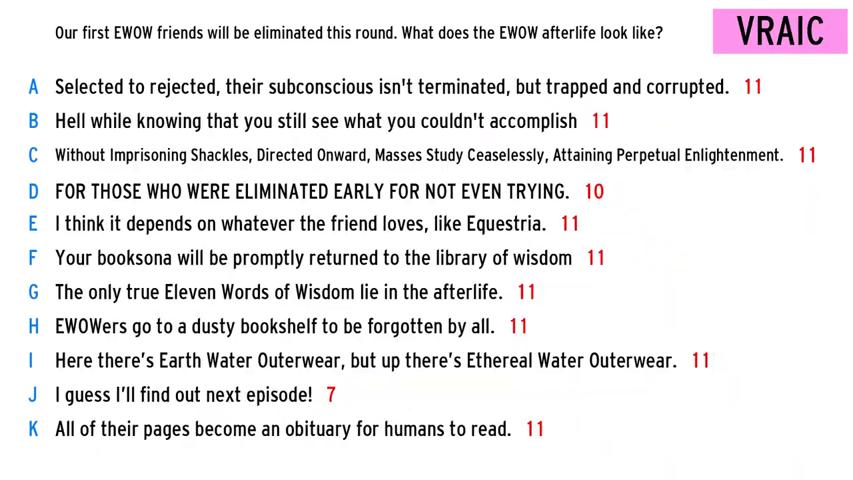 Our first EWOW friends will be eliminated this round. What does the EWOW afterlife look like?
VRAIC
A Selected to rejected, their subconscious isn't terminated, but trapped and corrupted. 11
B Hell while knowing that you still see what you couldn't accomplish 11
C Without Imprisoning Shackles, Directed Onward, Masses Study Ceaselessly, Attaining Perpetual Enlightenment. 11
D FOR THOSE WHO WERE ELIMINATED EARLY FOR NOT EVEN TRYING. 10
E I think it depends on whatever the friend loves, like Equestria. 11
F Your booksona will be promptly returned to the library of wisdom 11
G The only true Eleven Words of Wisdom lie in the afterlife. 11
H EWOWers go to a dusty bookshelf to be forgotten by all. 11
I Here there’s Earth Water Outerwear, but up there’s Ethereal Water Outerwear. 11
J I guess I’ll find out next episode! 7
K All of their pages become an obituary for humans to read. 11